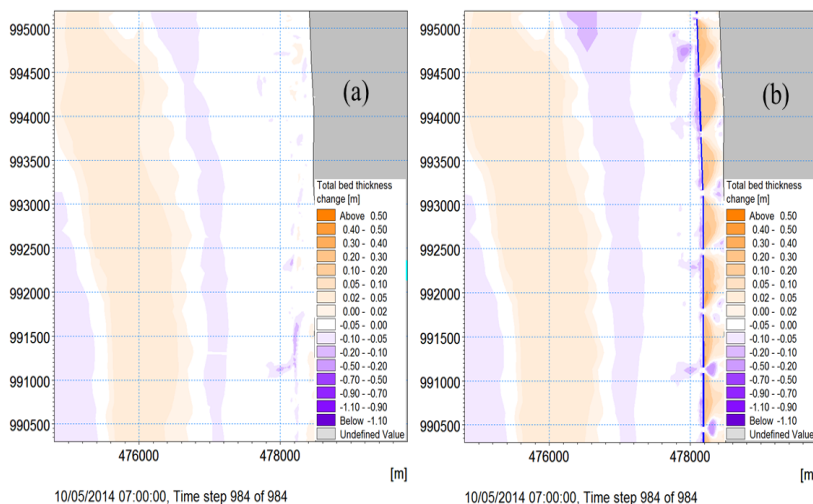 995000
994500
994000
993500
993000
992500
992000
991500
991000
990500
(a)
Total bed thickness
change [m]
Above 0.50
0.40 - 0.50
0.30 - 0.40
0.20 - 0.30
0.10 - 0.20
0.05 - 0.10
0.02 - 0.05
0.00 - 0.02
-0.05 - 0.00
-0.10 - -0.05
-0.20 - -0.10
-0.50 - -0.20
-0.70 - -0.50
-0.90 - -0.70
-1.10 - -0.90
Below -1.10
Undefined Value
476000
478000
[m]
10/05/2014 07:00:00, Time step 984 of 984
995000
994500
994000
993500
993000
992500
992000
991500
991000
990500
(b)
Total bed thickness
change [m]
Above 0.50
0.40 - 0.50
0.30 - 0.40
0.20 - 0.30
0.10 - 0.20
0.05 - 0.10
0.02 - 0.05
0.00 - 0.02
-0.05 - 0.00
-0.10 - -0.05
-0.20 - -0.10
-0.50 - -0.20
-0.70 - -0.50
-0.90 - -0.70
-1.10 - -0.90
Below -1.10
Undefined Value
476000
478000
[m
10/05/2014 07:00:00, Time step 984 of 984